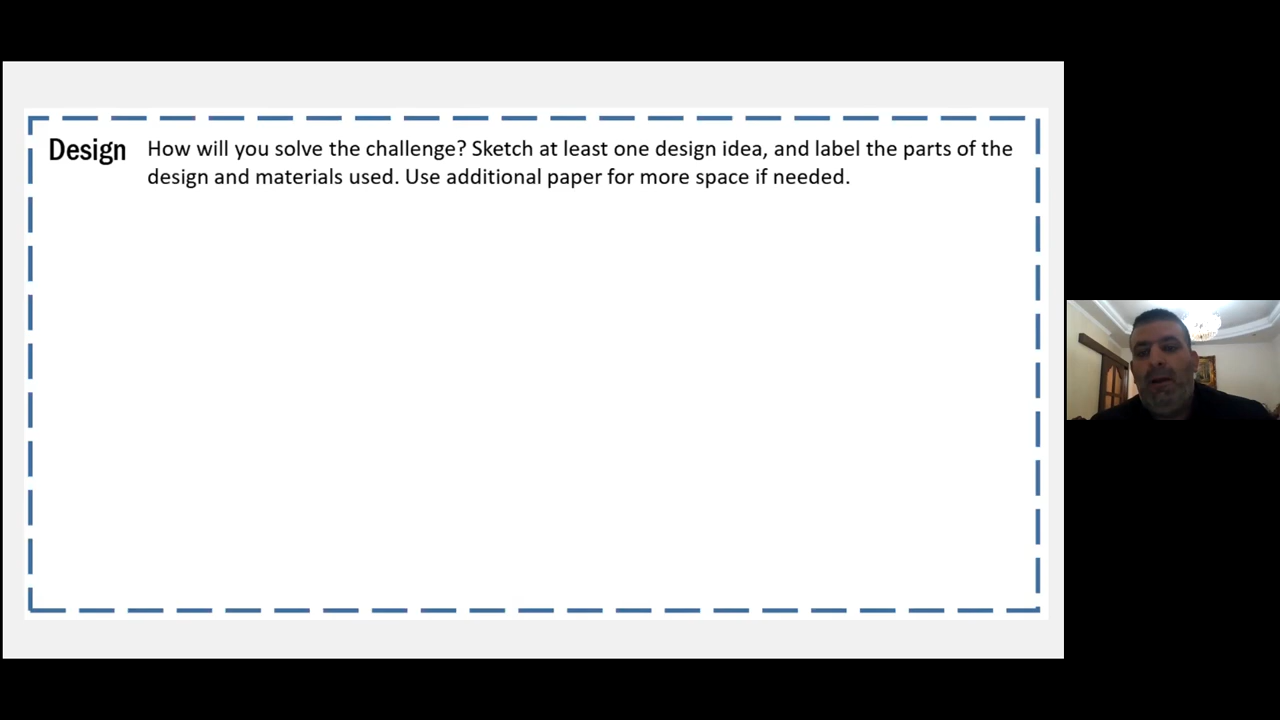 Design How will you solve the challenge? Sketch at least one design idea, and label the parts of the
design and materials used. Use additional paper for more space if needed.